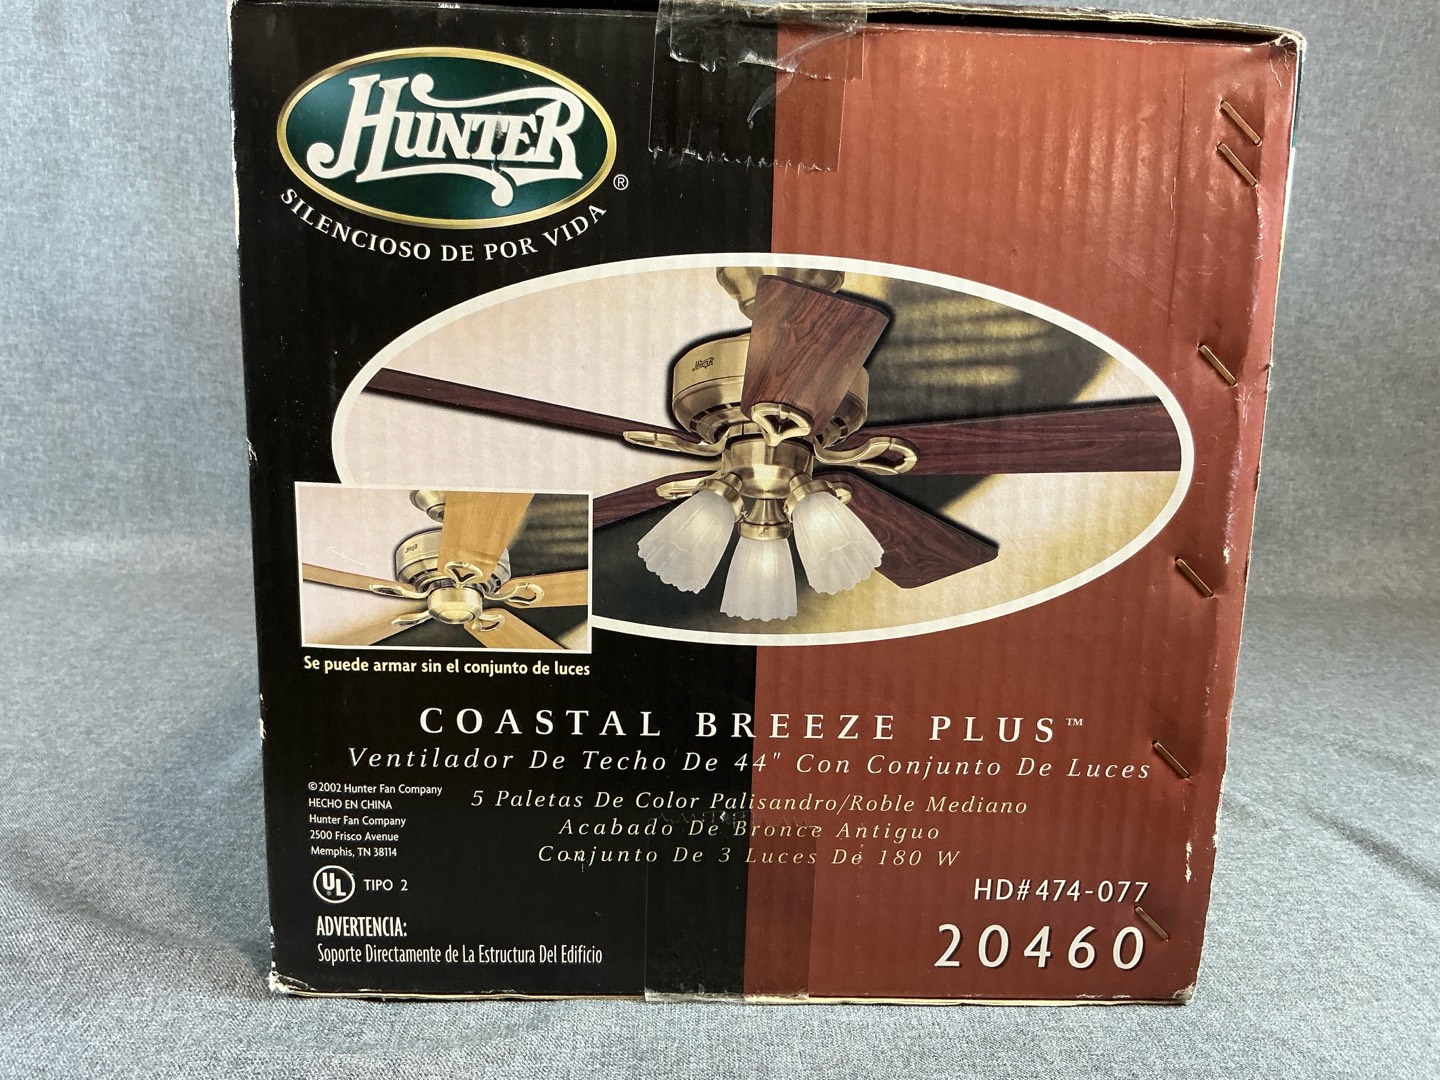 HUNTER®
SILENCIOSO DE POR VIDA
Hunter
Hunter
Se puede armar sin el conjunto de luces
COASTAL BREEZE PLUS™
Ventilador De Techo De 44" Con Conjunto De Luces
©2002 Hunter Fan Company
HECHO EN CHINA
Hunter Fan Company
2500 Frisco Avenue
Memphis, TN 38114
5 Paletas De Color Palisandro/Roble Mediano
Acabado De Bronce Antiguo
Conjunto De 3 Luces De 180 W
UL TIPO 2
HD#474-077
20460
ADVERTENCIA:
Soporte Directamente de La Estructura Del Edificio